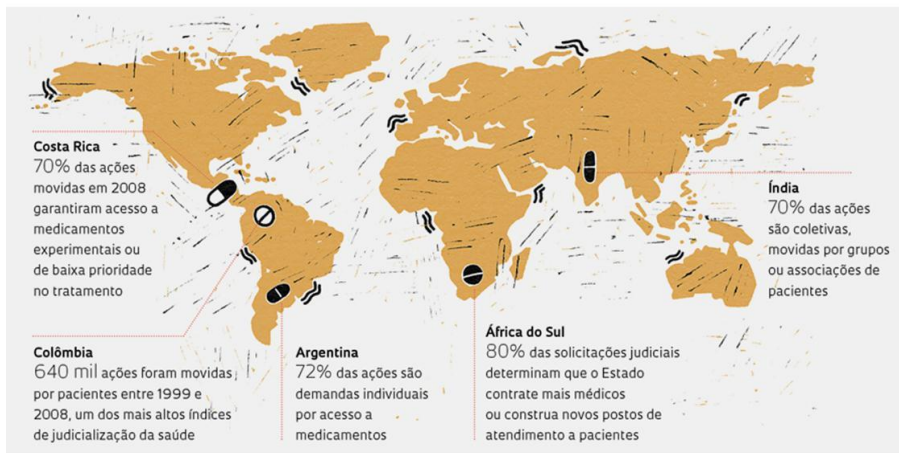 Costa Rica
70% das ações
movidas em 2008
garantiram acesso a
medicamentos
experimentais ou
de baixa prioridade
no tratamento
Índia
70% das ações
são coletivas,
movidas por grupos
ou associações de
pacientes
Colômbia
640 mil ações foram movidas
por pacientes entre 1999 e
2008, um dos mais altos índices
de judicialização da saúde
Argentina
72% das ações são
demandas individuais
por acesso a
medicamentos
África do Sul
80% das solicitações judiciais
determinam que o Estado
contrate mais médicos
ou construa novos postos de
atendimento a pacientes